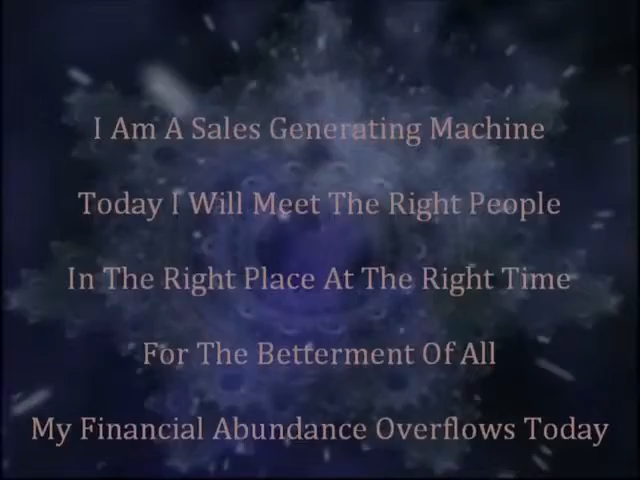 I Am A Sales Generating Machine
Today I Will Meet The Right People
In The Right Place At The Right Time
For The Betterment Of All
My Financial Abundance Overflows Today